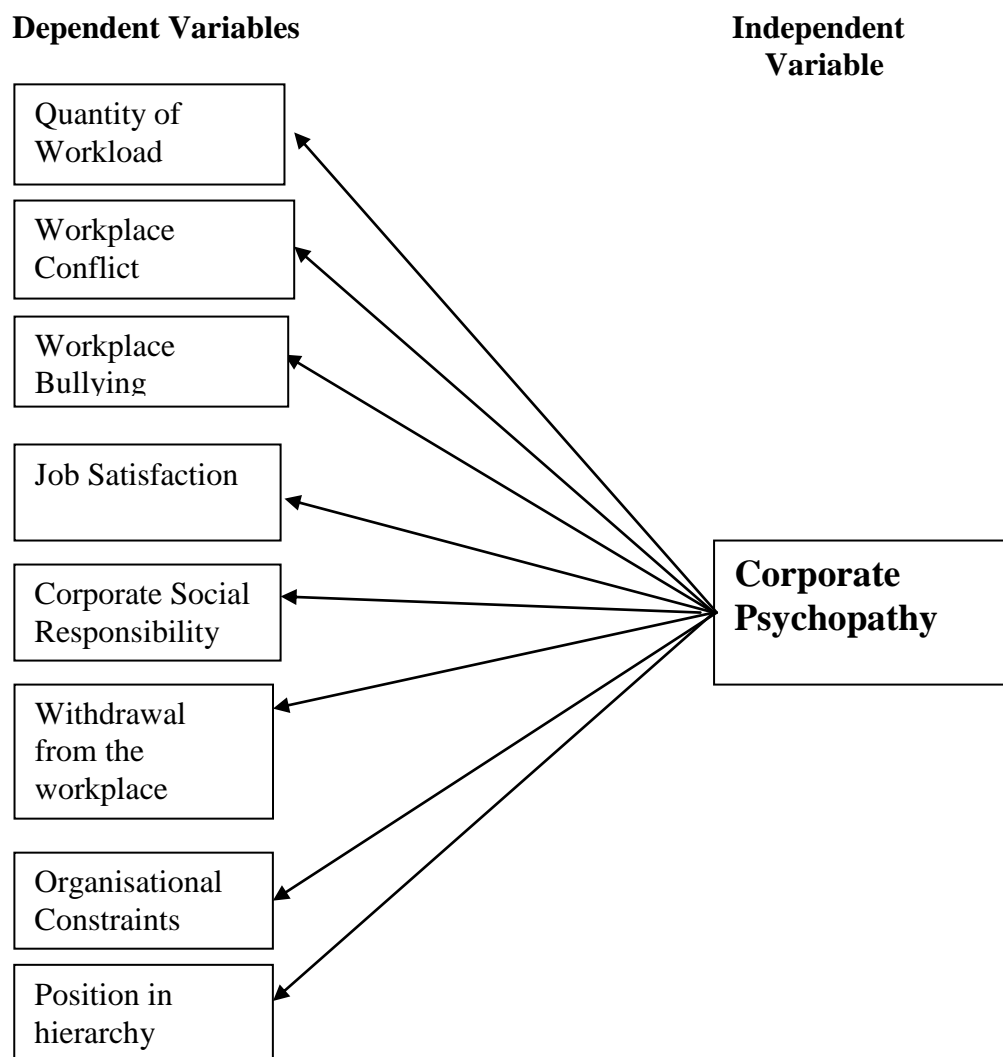 Dependent Variables
Independent
Variable
Quantity of
Workload
Workplace
Conflict
Workplace
Bullying
Job Satisfaction
Corporate Social
Responsibility
Withdrawal
from the
workplace
Organisational
Constraints
Position in
hierarchy
Corporate
Psychopathy